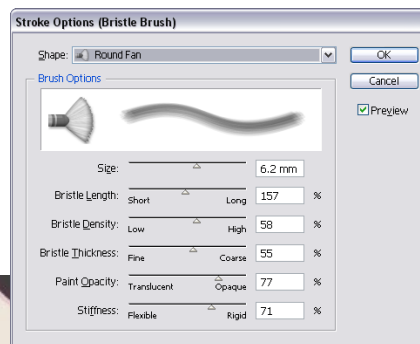 Stroke Options (Bristle Brush)
Shape: Round Fan
OK
Cancel
Preview
Brush Options
Size: 6.2 mm
Bristle Length: Short Long 157 %
Bristle Density: Low High 58 %
Bristle Thickness: Fine Coarse 55 %
Paint Opacity: Translucent Opaque 77 %
Stiffness: Flexible Rigid 71 %